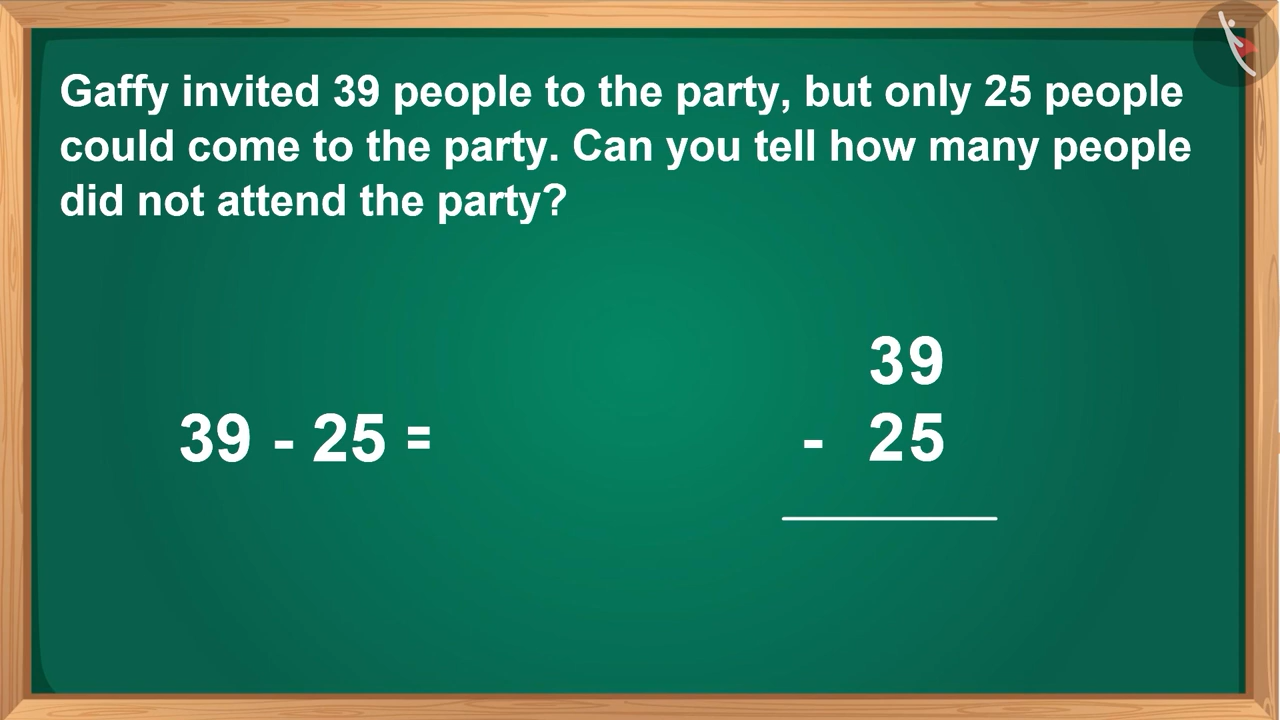 Gaffy invited 39 people to the party, but only 25 people
could come to the party. Can you tell how many people
did not attend the party?
39 - 25 =
39
- 25